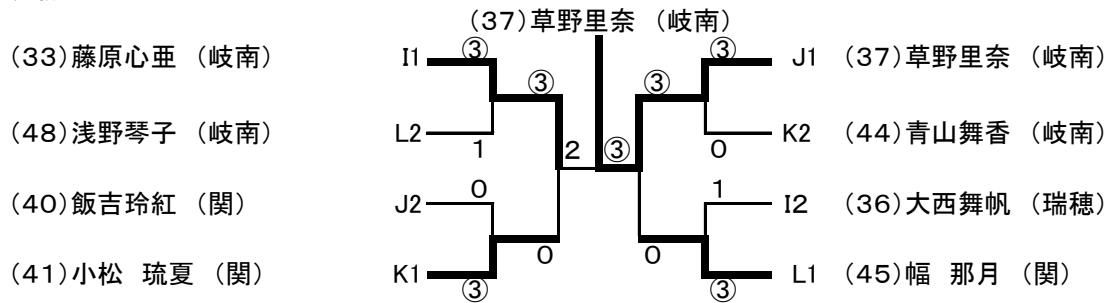 (37)草野里奈 (岐南)
(33)藤原心亜 (岐南) I1 ③ ③ J1 (37)草野里奈 (岐南)
③ ③
(48)浅野琴子 (岐南) L2 1 0 K2 (44)青山舞香 (岐南)
2 ③
(40)飯吉玲紅 (関) J2 0 1 I2 (36)大西舞帆 (瑞穂)
0 0
(41)小松 琉夏 (関) K1 ③ ③ L1 (45)幅 那月 (関)